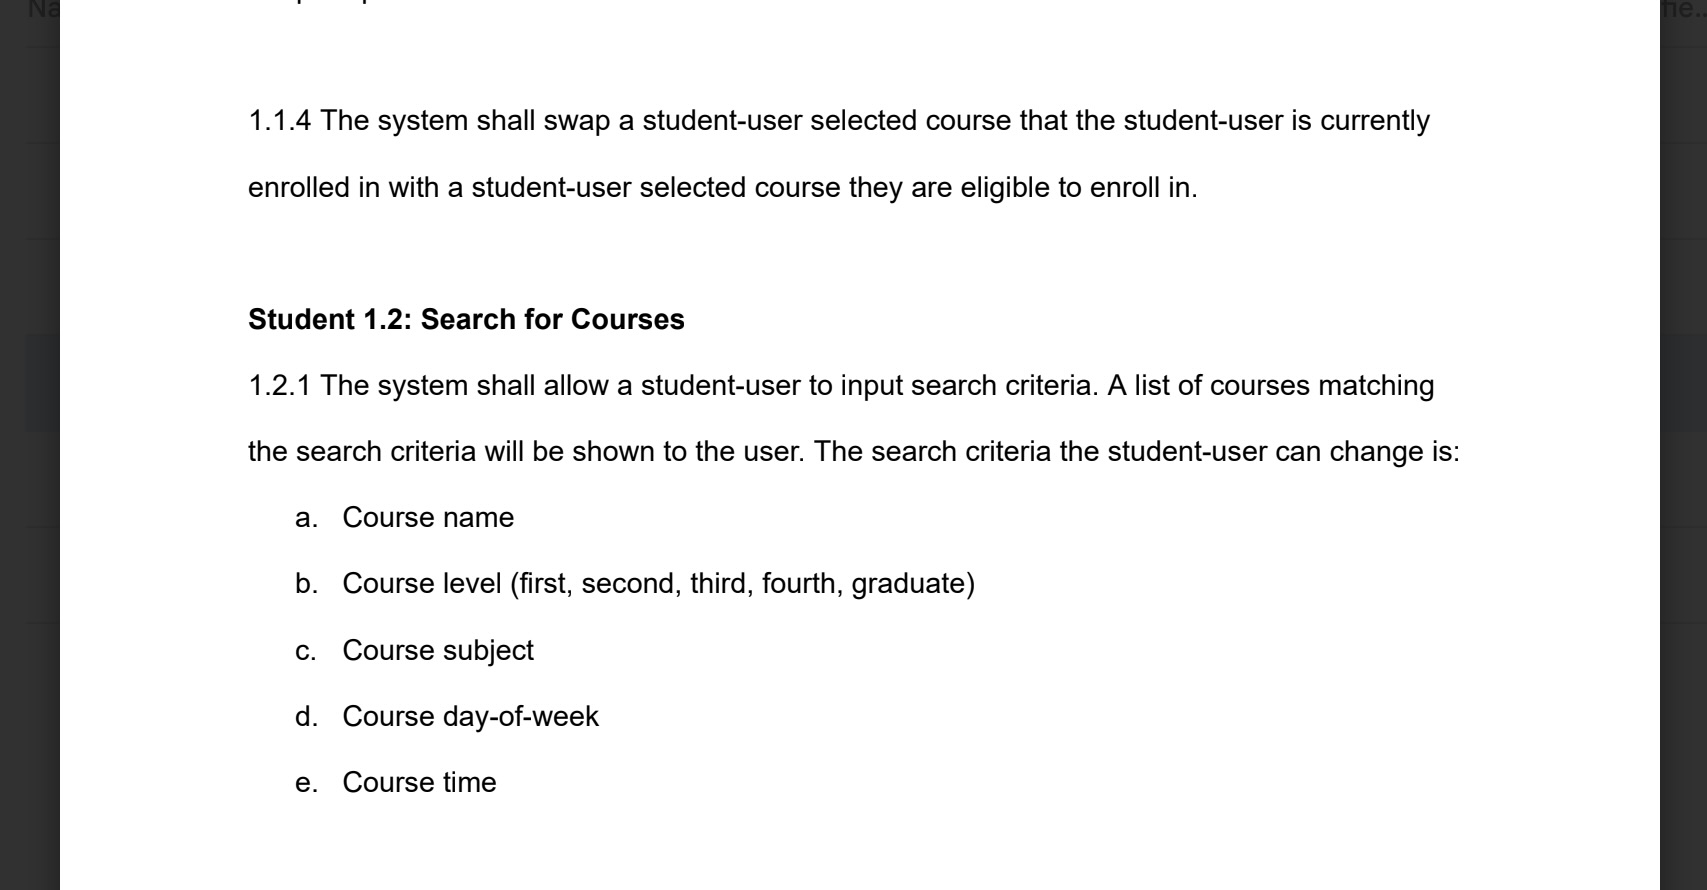 Na
fie...
1.1.4 The system shall swap a student-user selected course that the student-user is currently
enrolled in with a student-user selected course they are eligible to enroll in.
Student 1.2: Search for Courses
1.2.1 The system shall allow a student-user to input search criteria. A list of courses matching
the search criteria will be shown to the user. The search criteria the student-user can change is:
a. Course name
b. Course level (first, second, third, fourth, graduate)
c. Course subject
d. Course day-of-week
e. Course time